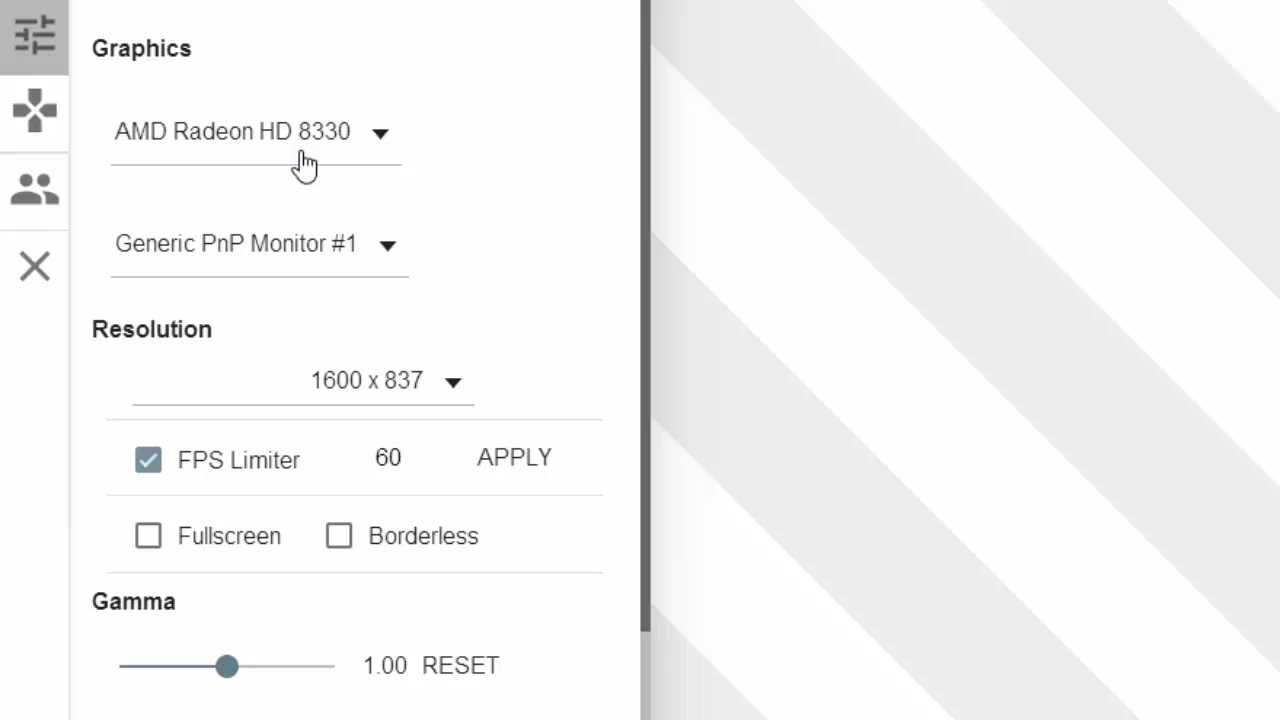 Graphics
AMD Radeon HD 8330
Generic PnP Monitor #1
Resolution
1600 x 837
FPS Limiter 60 APPLY
Fullscreen Borderless
Gamma
1.00 RESET